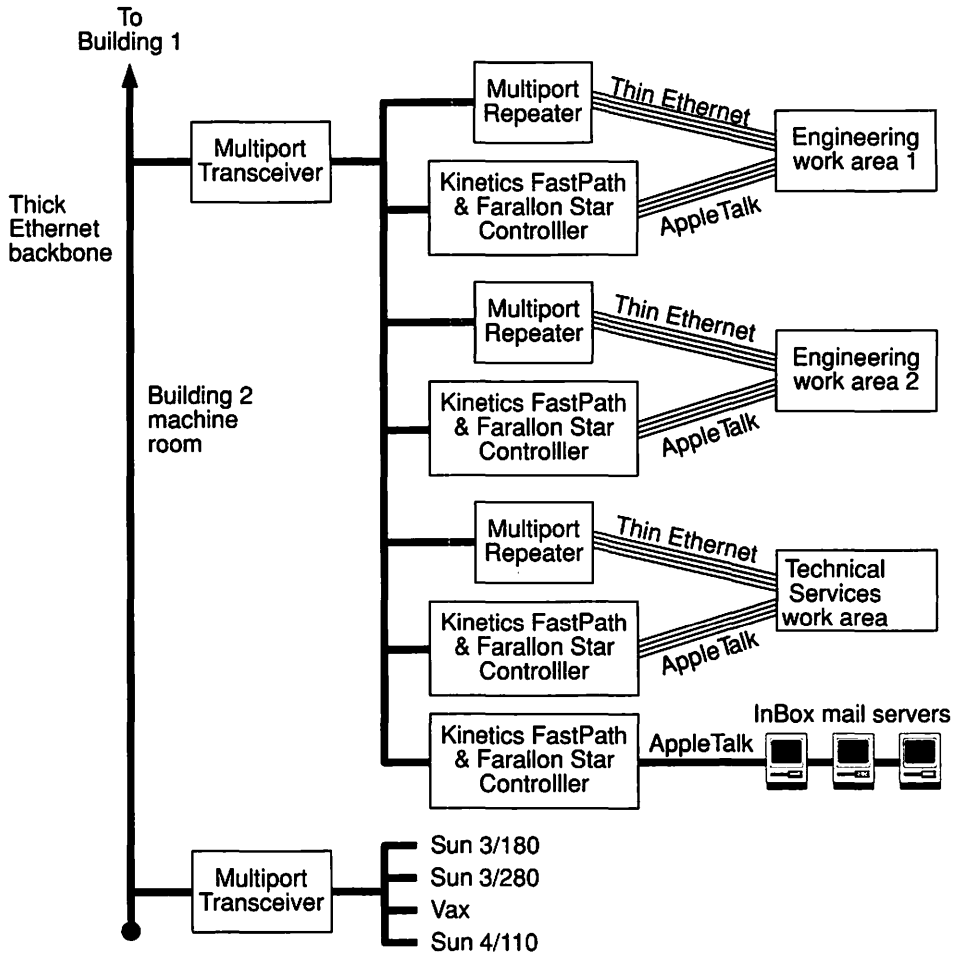 To
Building 1
Multiport
Transceiver
Thick
Ethernet
backbone
Building 2
machine
room
Multiport
Repeater
Thin Ethernet
Engineering
work area 1
Kinetics FastPath
& Farallon Star
Controlller
AppleTalk
Multiport
Repeater
Thin Ethernet
Engineering
work area 2
Kinetics FastPath
& Farallon Star
Controlller
AppleTalk
Multiport
Repeater
Thin Ethernet
Technical
Services
work area
Kinetics FastPath
& Farallon Star
Controlller
AppleTalk
Kinetics FastPath
& Farallon Star
Controlller
AppleTalk
InBox mail servers
Multiport
Transceiver
Sun 3/180
Sun 3/280
Vax
Sun 4/110